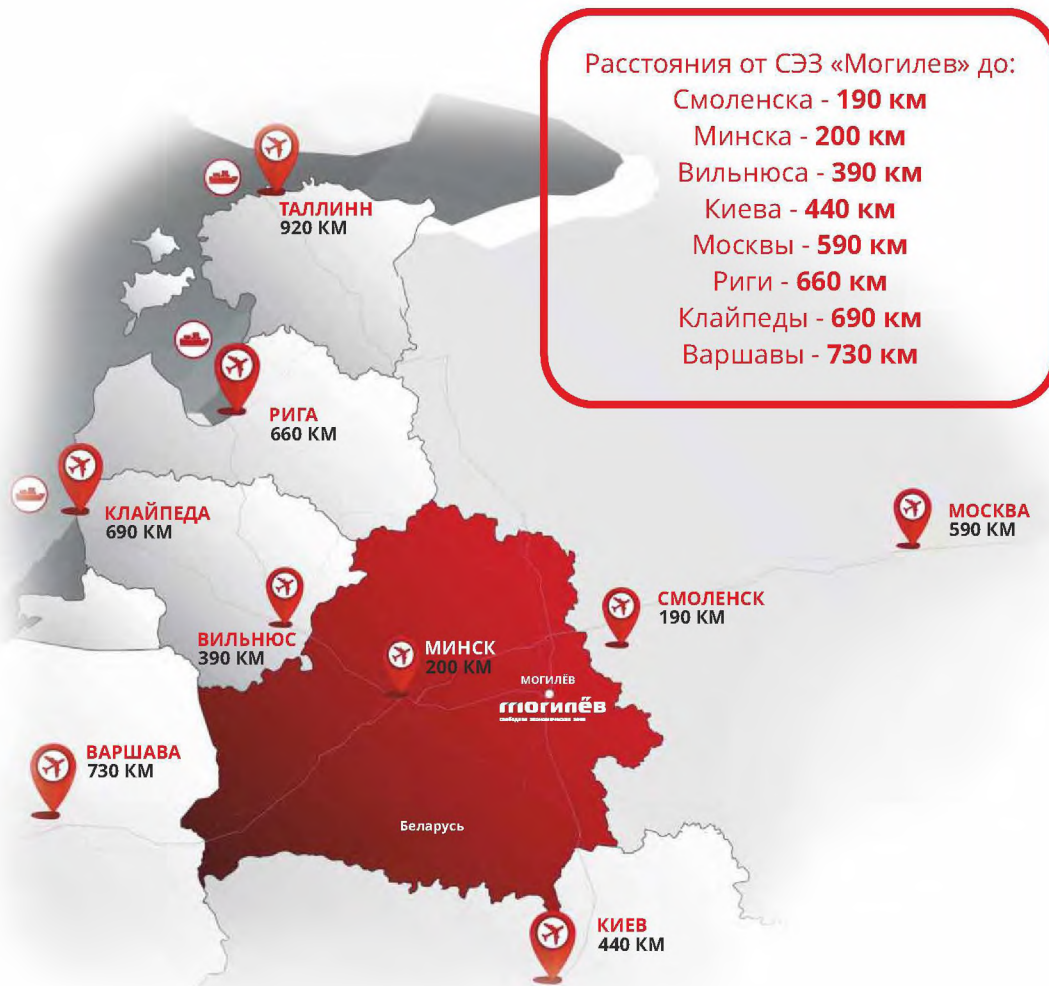 Расстояния от СЭЗ «Могилев» до:
Смоленска - 190 км
Минска - 200 км
Вильнюса - 390 км
Киева - 440 км
Москвы - 590 км
Риги - 660 км
Клайпеды - 690 км
Варшавы - 730 км
ТАЛЛИНН
920 КМ
РИГА
660 КМ
КЛАЙПЕДА
690 КМ
МОСКВА
590 КМ
СМОЛЕНСК
190 КМ
ВИЛЬНЮС
390 КМ
МИНСК
200 КМ
МОГИЛЁВ
могилёв
свободная экономическая зона
ВАРШАВА
730 КМ
Беларусь
КИЕВ
440 КМ